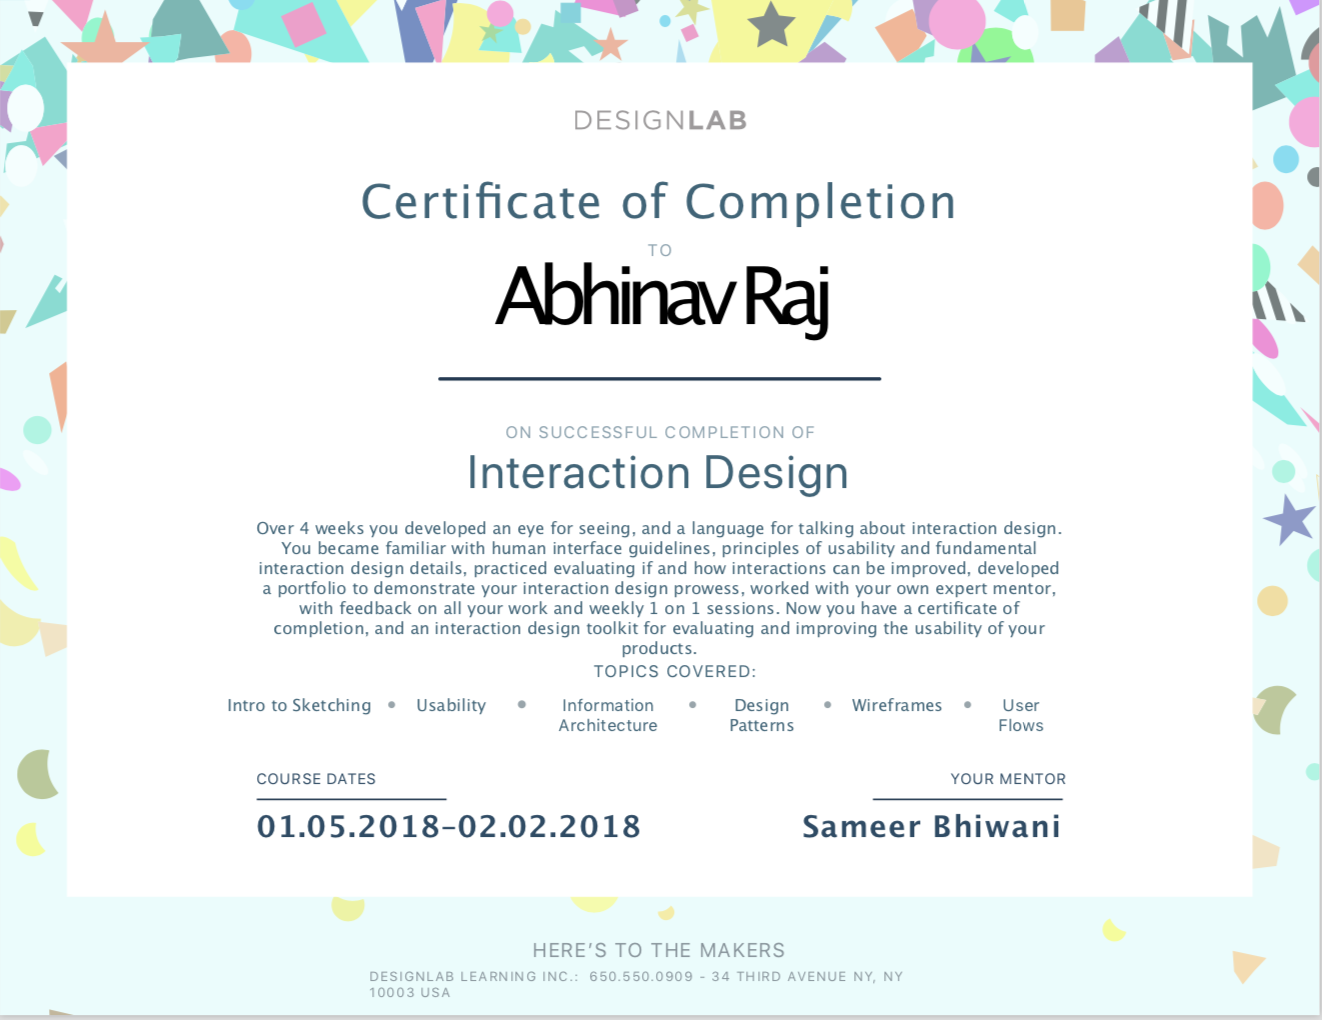 DESIGNLAB
Certificate of Completion
TO
Abhinav Raj
ON SUCCESSFUL COMPLETION OF
Interaction Design
Over 4 weeks you developed an eye for seeing, and a language for talking about interaction design.
You became familiar with human interface guidelines, principles of usability and fundamental
interaction design details, practiced evaluating if and how interactions can be improved, developed
a portfolio to demonstrate your interaction design prowess, worked with your own expert mentor,
with feedback on all your work and weekly 1 on 1 sessions. Now you have a certificate of
completion, and an interaction design toolkit for evaluating and improving the usability of your
products.
TOPICS COVERED:
Intro to Sketching • Usability • Information • Design • Wireframes • User
Architecture Patterns Flows
COURSE DATES YOUR MENTOR
01.05.2018–02.02.2018 Sameer Bhiwani
HERE'S TO THE MAKERS
DESIGNLAB LEARNING INC.: 650.550.0909 - 34 THIRD AVENUE NY, NY
10003 USA